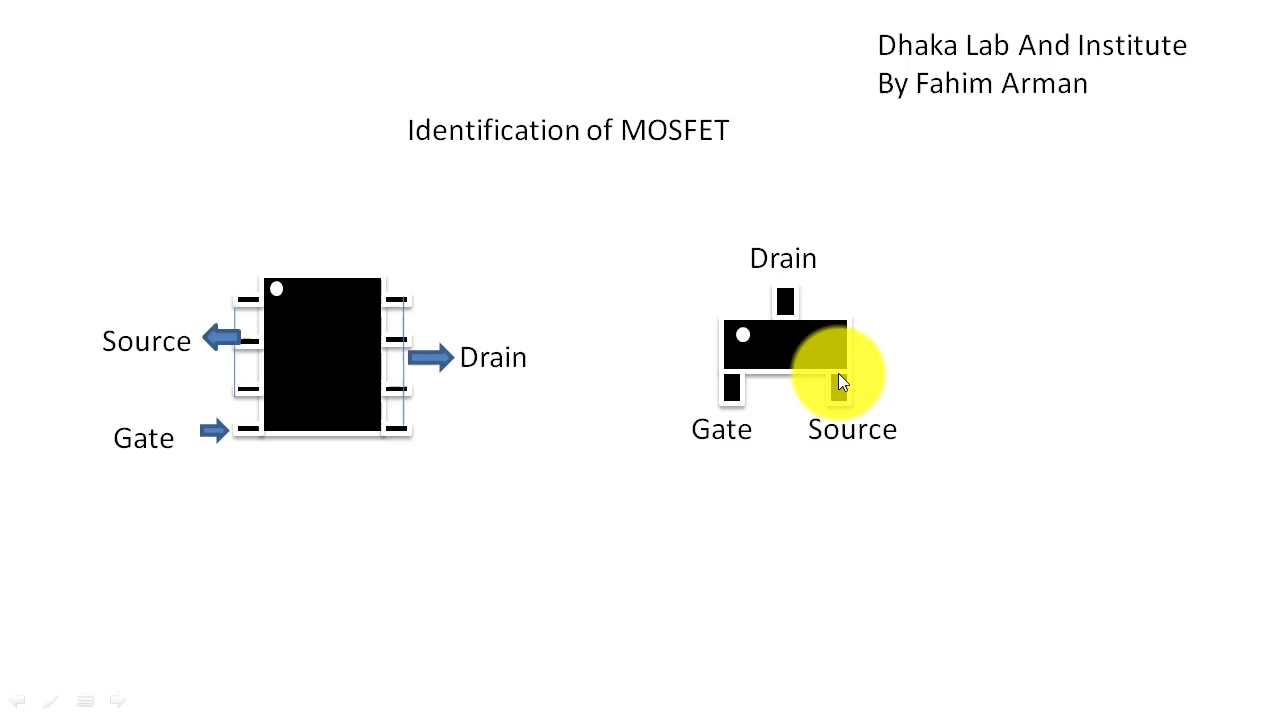 Dhaka Lab And Institute
By Fahim Arman
Identification of MOSFET
Drain
Source
Drain
Gate
Gate
Source